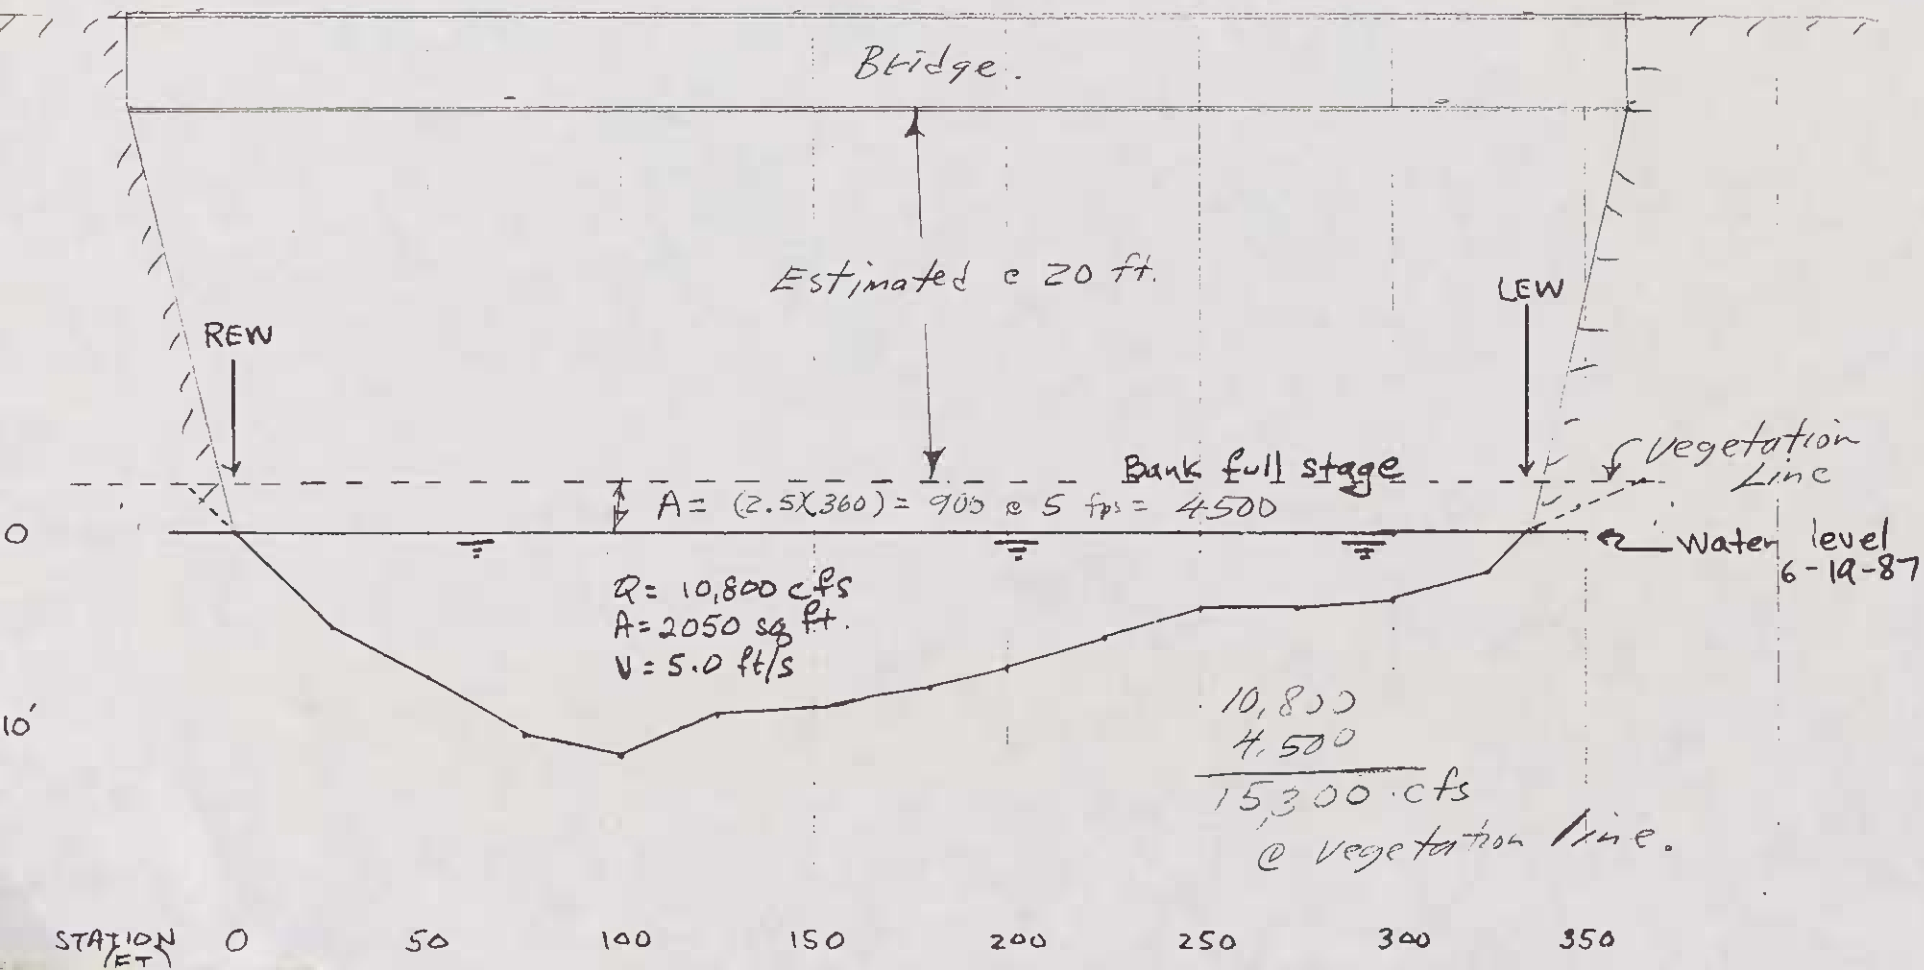 Bridge.
Estimated @ 20 ft.
REW
LEW
Vegetation
Line
Bank full stage
A = (2.5)(360) = 900 @ 5 fps = 4500
0
Water level
6-19-87
Q = 10,800 cfs
A = 2050 sq ft.
V = 5.0 ft/s
10'
10,800
4,500
15,300 cfs
@ Vegetation line.
STATION 0 50 100 150 200 250 300 350
(FT)